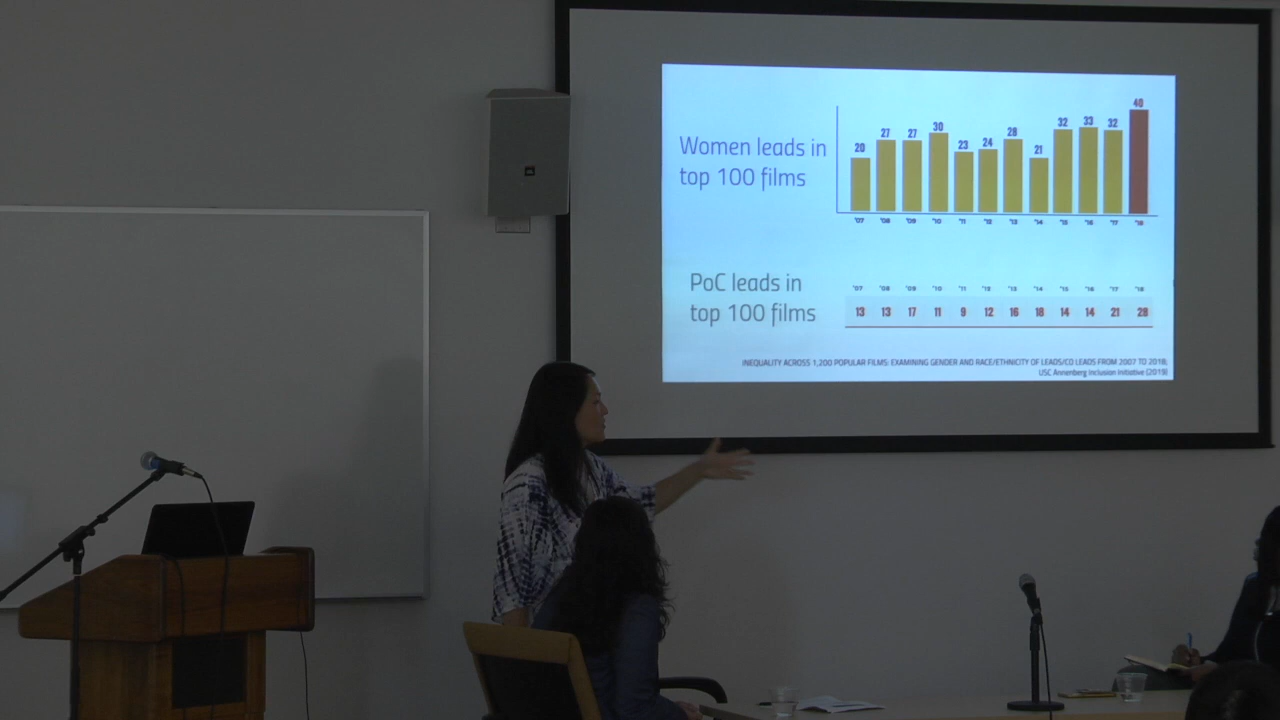 Women leads in
top 100 films
20 27 27 30 23 24 28 21 32 33 32 40
'07 '08 '09 '10 '11 '12 '13 '14 '15 '16 '17 '18
PoC leads in
top 100 films
'07 '08 '09 '10 '11 '12 '13 '14 '15 '16 '17 '18
13 13 17 11 9 12 16 18 14 14 21 28
INEQUALITY ACROSS 1,200 POPULAR FILMS: EXAMINING GENDER AND RACE/ETHNICITY OF LEADS/CO LEADS FROM 2007 TO 2018;
USC Annenberg Inclusion Initiative (2019)